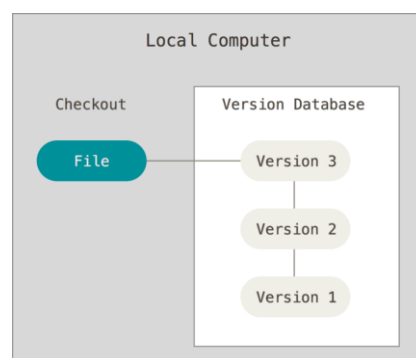 Local Computer
Checkout
Version Database
File
Version 3
Version 2
Version 1